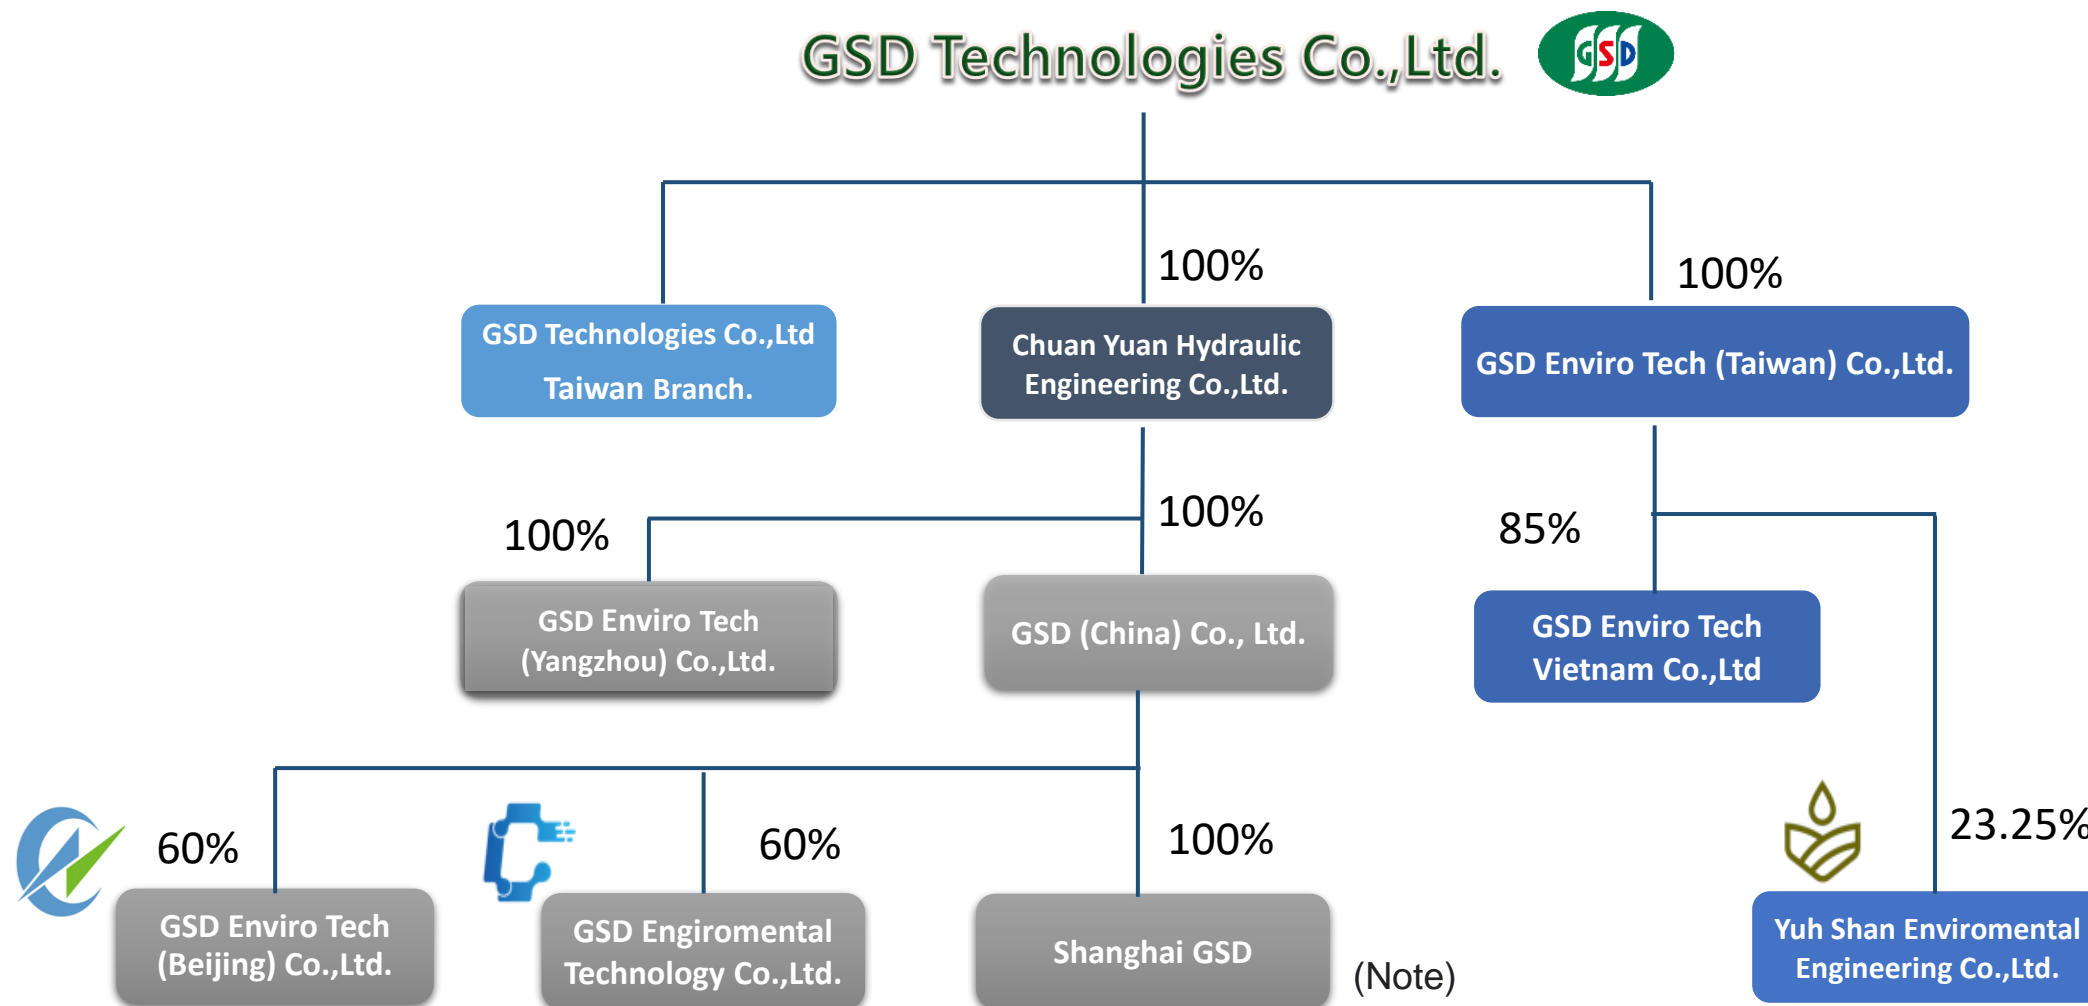 GSD Technologies Co.,Ltd.
GSD
100%
100%
GSD Technologies Co.,Ltd
Taiwan Branch.
Chuan Yuan Hydraulic
Engineering Co.,Ltd.
GSD Enviro Tech (Taiwan) Co.,Ltd.
100%
100%
85%
GSD Enviro Tech
(Yangzhou) Co.,Ltd.
GSD (China) Co., Ltd.
GSD Enviro Tech
Vietnam Co.,Ltd
60%
60%
100%
23.25%
GSD Enviro Tech
(Beijing) Co.,Ltd.
GSD Engiromental
Technology Co.,Ltd.
Shanghai GSD
(Note)
Yuh Shan Enviromental
Engineering Co.,Ltd.